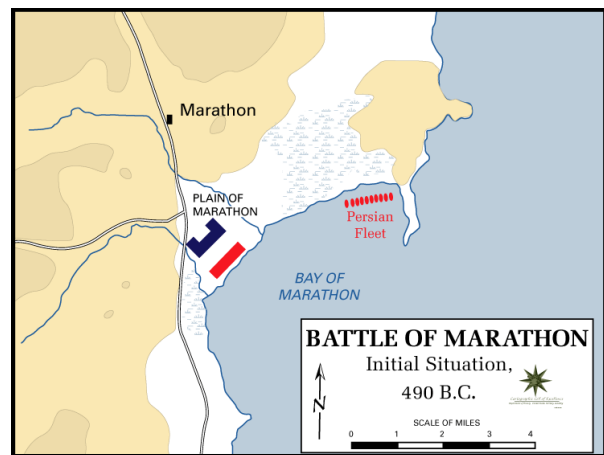 Marathon
PLAIN OF
MARATHON
Persian
Fleet
BAY OF
MARATHON
BATTLE OF MARATHON
Initial Situation,
490 B.C.
N
SCALE OF MILES
0 1 2 3 4